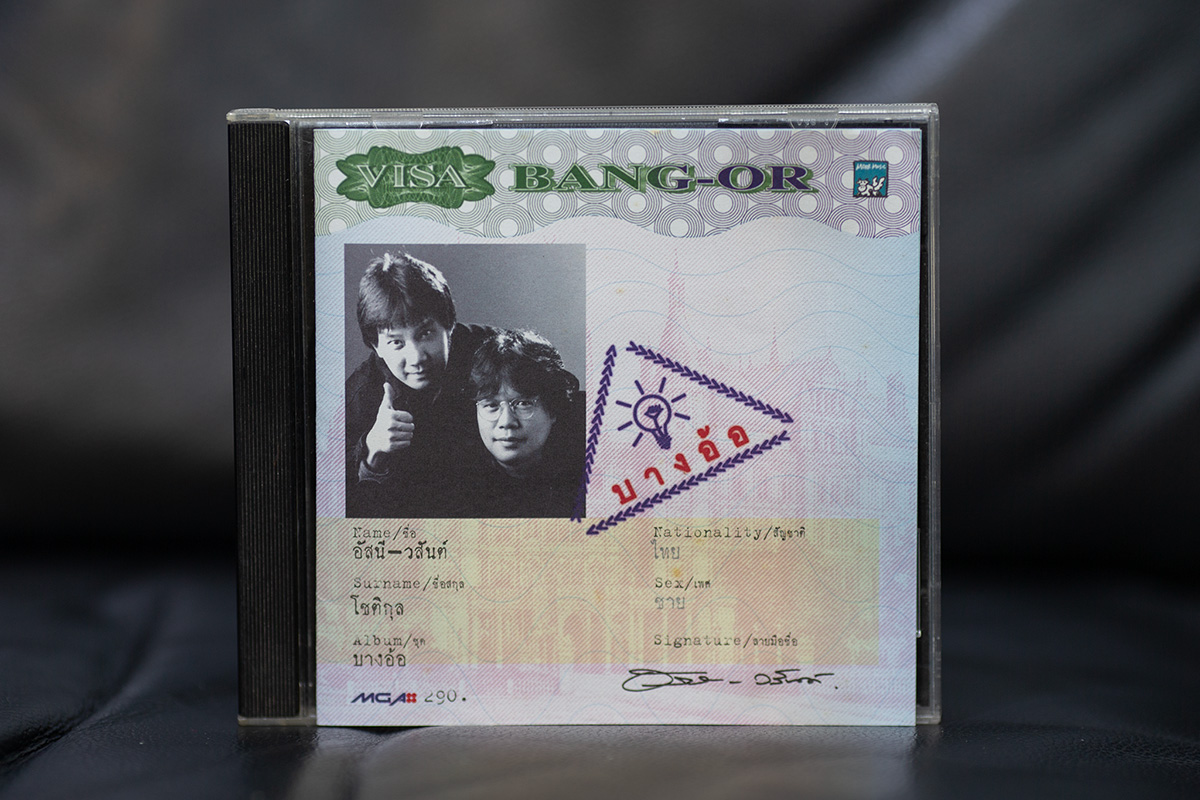 VISA BANG-OR
บางอ้อ
Name/ชื่อ
อัสนี-วสันต์
Nationality/สัญชาติ
ไทย
Surname/ชื่อสกุล
โชติกุล
Sex/เพศ
ชาย
Album/ชุด
บางอ้อ
Signature/ลายมือชื่อ
MGA 290.